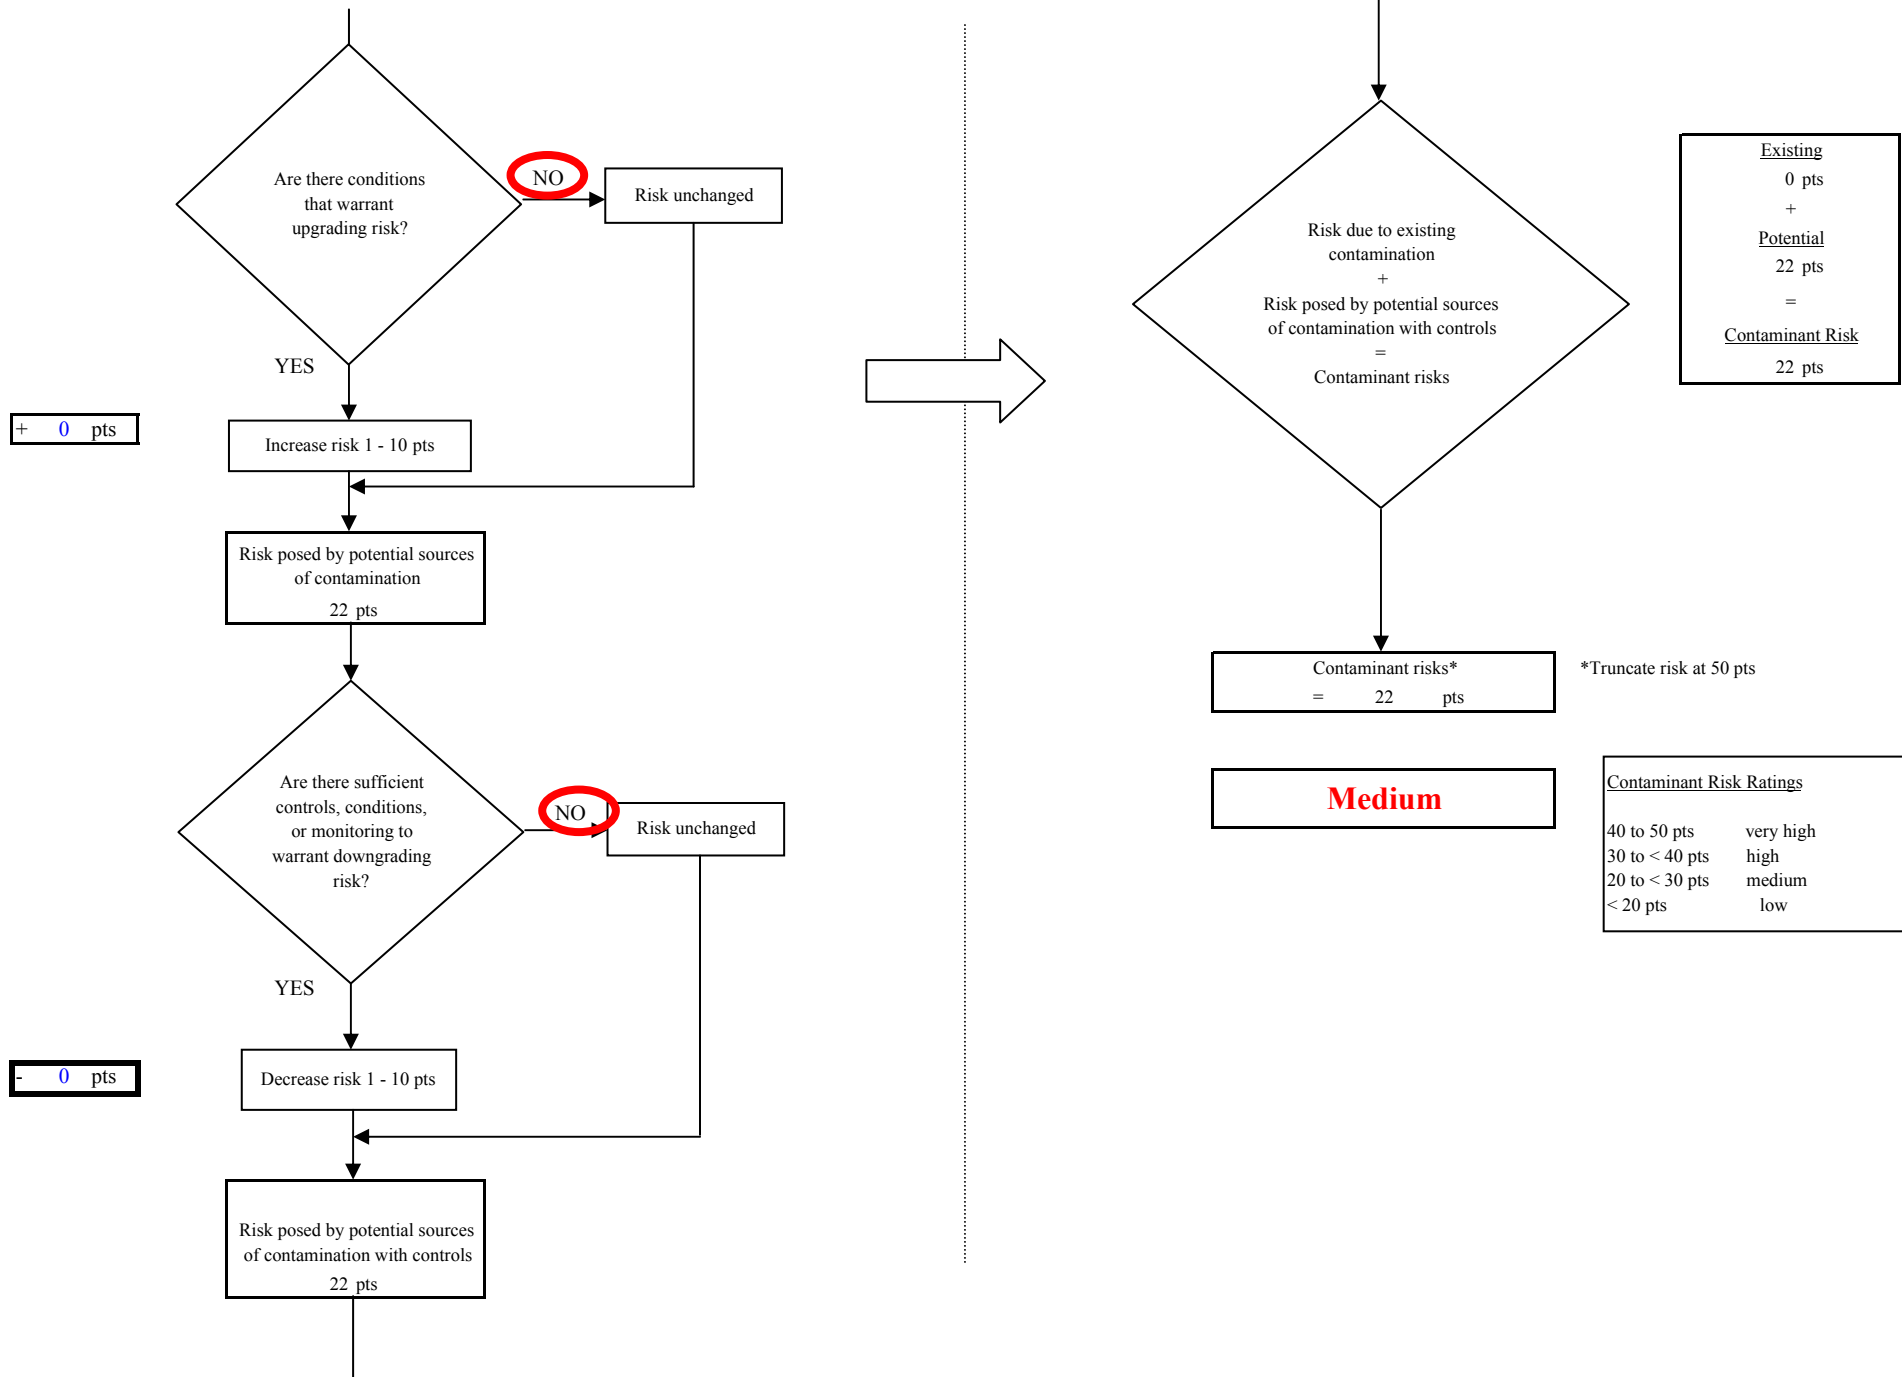 Are there conditions
that warrant
upgrading risk?
NO
Risk unchanged
YES
+ 0 pts
Increase risk 1 - 10 pts
Risk posed by potential sources
of contamination
22 pts
Are there sufficient
controls, conditions,
or monitoring to
warrant downgrading
risk?
NO
Risk unchanged
YES
- 0 pts
Decrease risk 1 - 10 pts
Risk posed by potential sources
of contamination with controls
22 pts
Risk due to existing
contamination
+
Risk posed by potential sources
of contamination with controls
=
Contaminant risks
Existing
0 pts
+
Potential
22 pts
=
Contaminant Risk
22 pts
Contaminant risks*
= 22 pts
*Truncate risk at 50 pts
Medium
Contaminant Risk Ratings
40 to 50 pts very high
30 to < 40 pts high
20 to < 30 pts medium
< 20 pts low